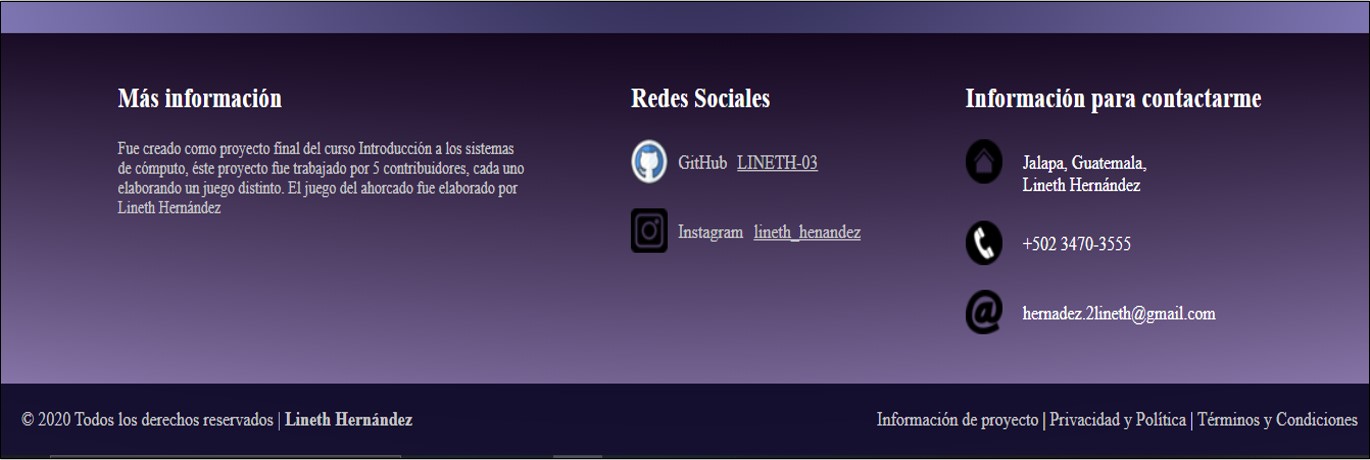 Más información
Fue creado como proyecto final del curso Introducción a los sistemas
de cómputo, éste proyecto fue trabajado por 5 contribuidores, cada uno
elaborando un juego distinto. El juego del ahorcado fue elaborado por
Lineth Hernández
Redes Sociales
GitHub LINETH-03
Instagram lineth_henandez
Información para contactarme
Jalapa, Guatemala,
Lineth Hernández
+502 3470-3555
hernadez.2lineth@gmail.com
© 2020 Todos los derechos reservados | Lineth Hernández
Información de proyecto | Privacidad y Política | Términos y Condiciones